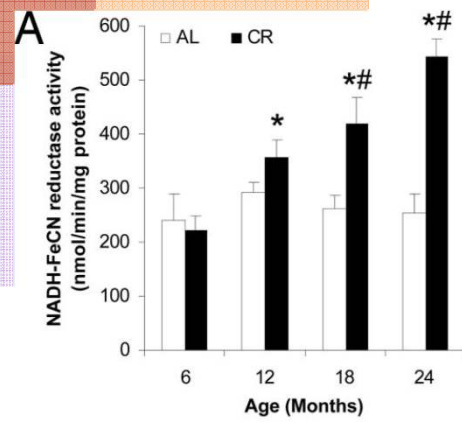 A
NADH-FeCN reductase activity
(nmol/min/mg protein)
AL CR
600
500
400
300
200
100
0
*
*#
*#
6 12 18 24
Age (Months)